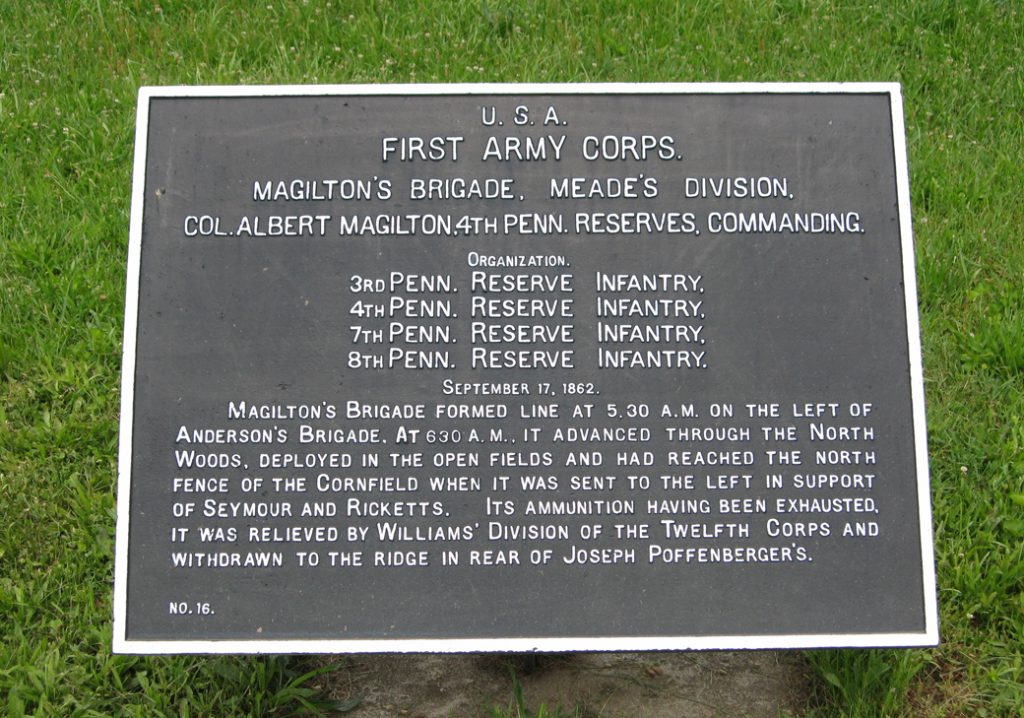 U. S. A.
FIRST ARMY CORPS.
MAGILTON'S BRIGADE, MEADE'S DIVISION,
COL. ALBERT MAGILTON, 4TH PENN. RESERVES, COMMANDING.
ORGANIZATION.
3RD PENN. RESERVE INFANTRY,
4TH PENN. RESERVE INFANTRY,
7TH PENN. RESERVE INFANTRY,
8TH PENN. RESERVE INFANTRY.
SEPTEMBER 17, 1862.
MAGILTON'S BRIGADE FORMED LINE AT 5.30 A.M. ON THE LEFT OF
ANDERSON'S BRIGADE. AT 630 A.M., IT ADVANCED THROUGH THE NORTH
WOODS, DEPLOYED IN THE OPEN FIELDS AND HAD REACHED THE NORTH
FENCE OF THE CORNFIELD WHEN IT WAS SENT TO THE LEFT IN SUPPORT
OF SEYMOUR AND RICKETTS. ITS AMMUNITION HAVING BEEN EXHAUSTED,
IT WAS RELIEVED BY WILLIAMS' DIVISION OF THE TWELFTH CORPS AND
WITHDRAWN TO THE RIDGE IN REAR OF JOSEPH POFFENBERGER'S.
NO. 16.